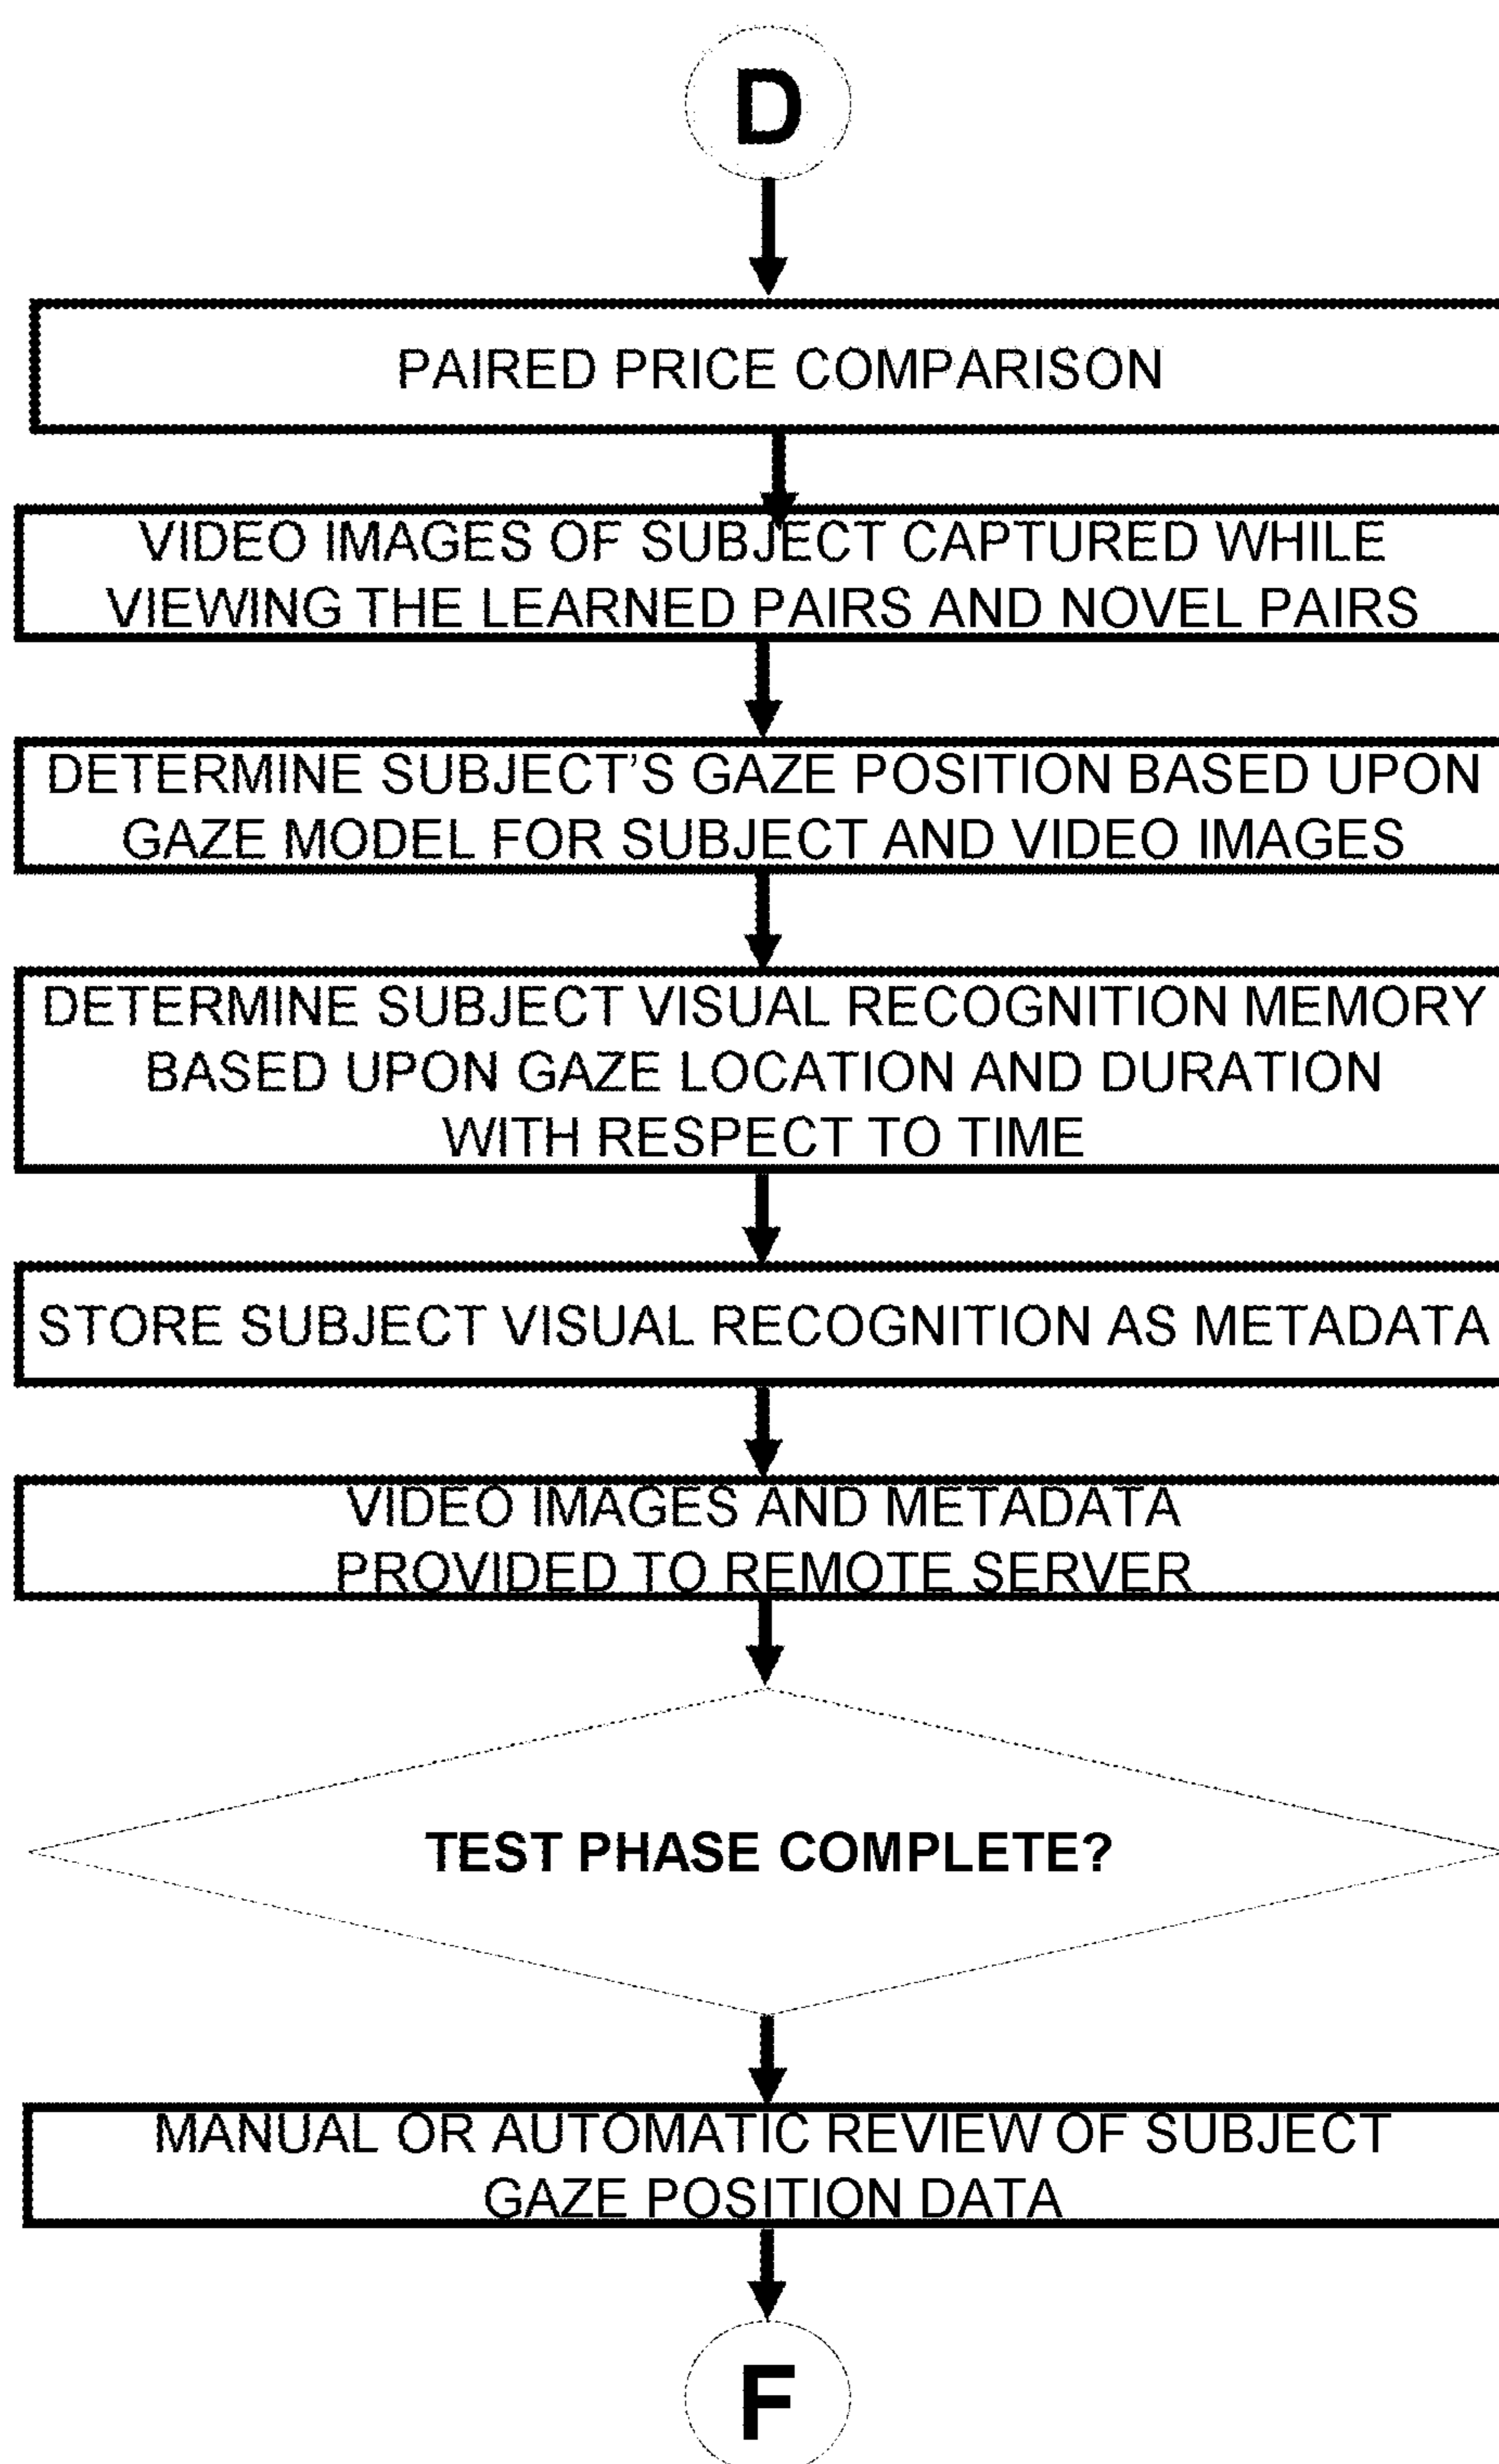 D
PAIRED PRICE COMPARISON
VIDEO IMAGES OF SUBJECT CAPTURED WHILE
VIEWING THE LEARNED PAIRS AND NOVEL PAIRS
DETERMINE SUBJECT'S GAZE POSITION BASED UPON
GAZE MODEL FOR SUBJECT AND VIDEO IMAGES
DETERMINE SUBJECT VISUAL RECOGNITION MEMORY
BASED UPON GAZE LOCATION AND DURATION
WITH RESPECT TO TIME
STORE SUBJECT VISUAL RECOGNITION AS METADATA
VIDEO IMAGES AND METADATA
PROVIDED TO REMOTE SERVER
TEST PHASE COMPLETE?
MANUAL OR AUTOMATIC REVIEW OF SUBJECT
GAZE POSITION DATA
F